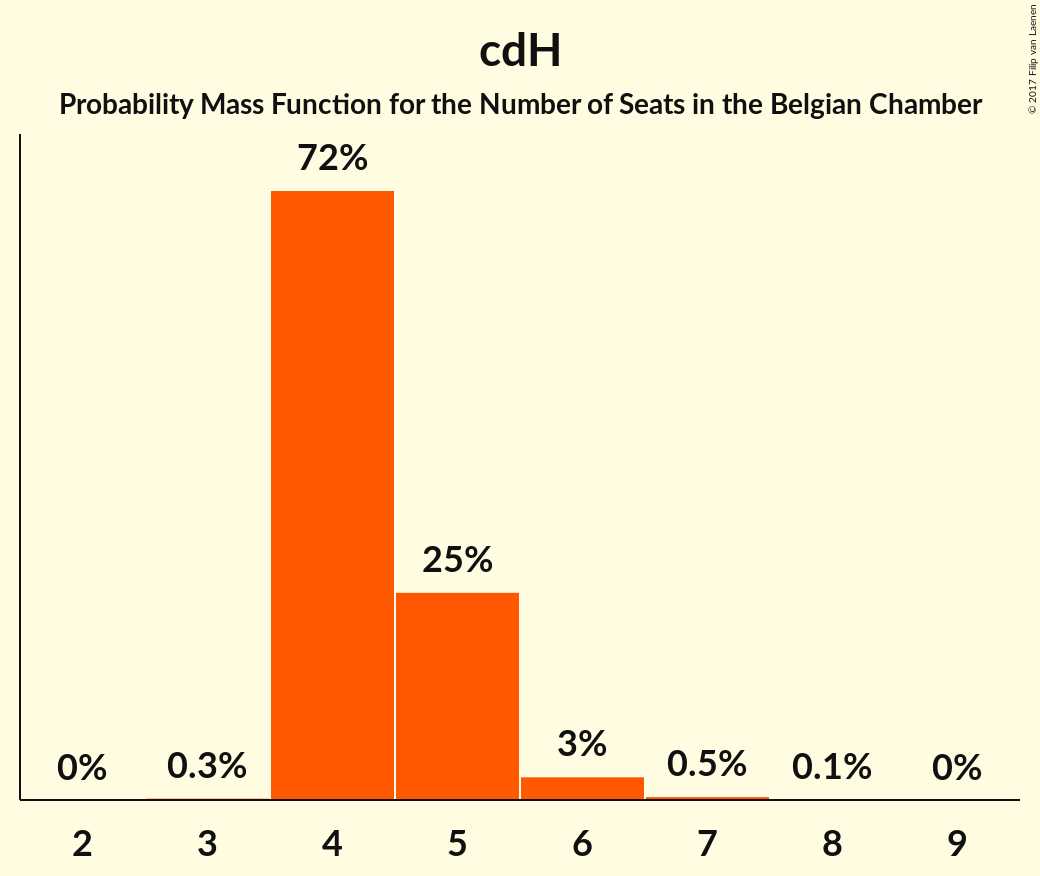 cdH
Probability Mass Function for the Number of Seats in the Belgian Chamber
© 2017 Filip van Laenen
72%
25%
3%
0% 0.3% 0.5% 0.1% 0%
2 3 4 5 6 7 8 9